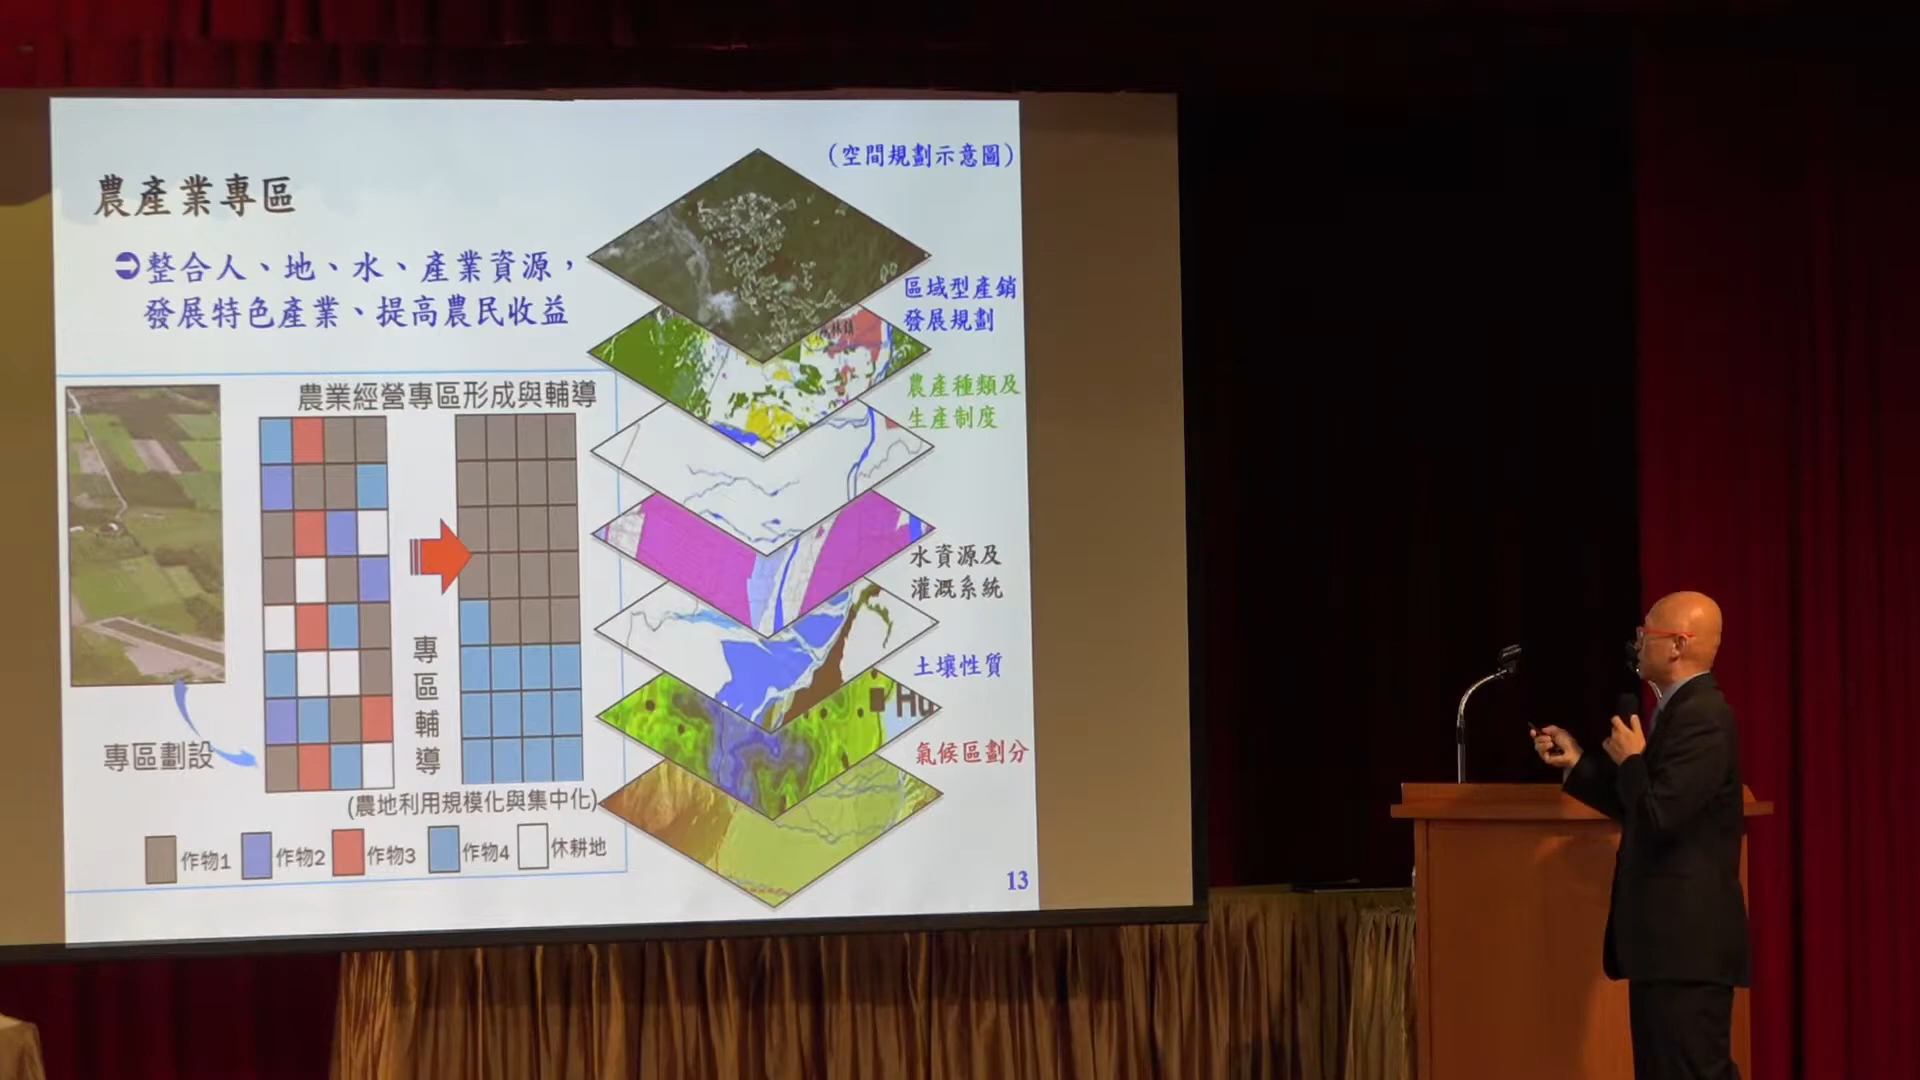 (空間規劃示意圖)
農產業專區
➲整合人、地、水、產業資源，
發展特色產業、提高農民收益
區域型產銷
發展規劃
農產種類及
生產制度
水資源及
灌溉系統
土壤性質
氣候區劃分
農業經營專區形成與輔導
專區輔導
專區劃設
(農地利用規模化與集中化)
作物1 作物2 作物3 作物4 休耕地
Hu
13